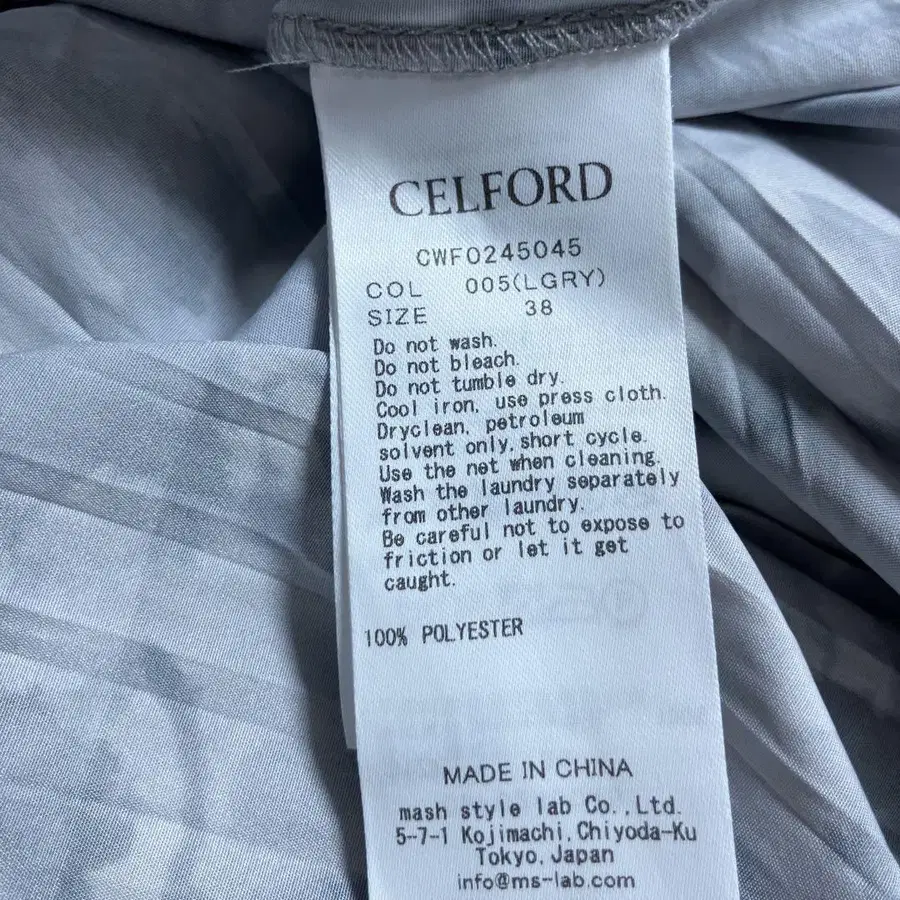 CELFORD
CWFO245045
COL 005(LGRY)
SIZE 38
Do not wash.
Do not bleach.
Do not tumble dry.
Cool iron, use press cloth.
Dryclean, petroleum
solvent only, short cycle.
Use the net when cleaning.
Wash the laundry separately
from other laundry.
Be careful not to expose to
friction or let it get
caught.
100% POLYESTER
MADE IN CHINA
mash style lab Co.,Ltd.
5-7-1 Kojimachi,Chiyoda-Ku
Tokyo,Japan
info@ms-lab.com